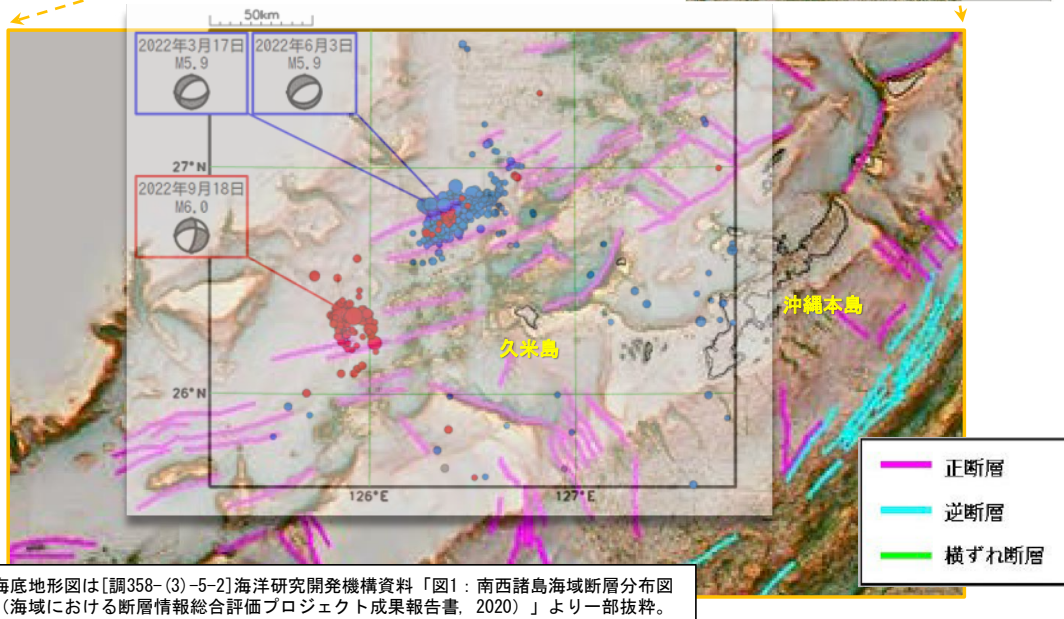 50km
2022年3月17日
M5.9
2022年6月3日
M5.9
27°N
2022年9月18日
M6.0
沖縄本島
久米島
26°N
126°E
127°E
正断層
逆断層
横ずれ断層
海底地形図は[調358-(3)-5-2]海洋研究開発機構資料「図1：南西諸島海域断層分布図
（海域における断層情報総合評価プロジェクト成果報告書, 2020）」より一部抜粋。